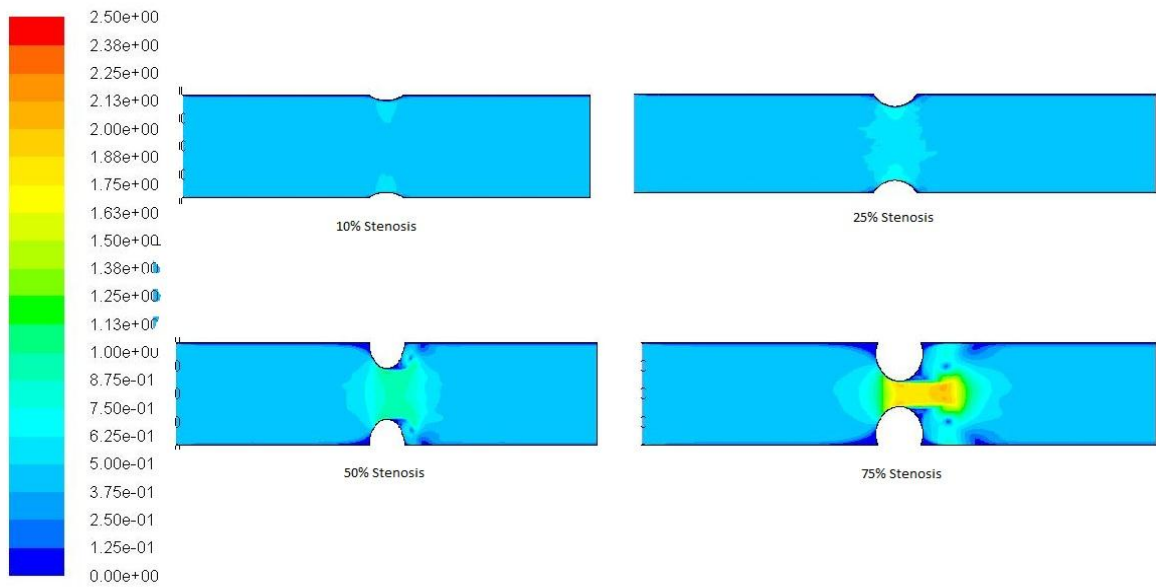 2.50e+00
2.38e+00
2.25e+00
2.13e+00
2.00e+00
1.88e+00
1.75e+00
1.63e+00
1.50e+00
1.38e+00
1.25e+00
1.13e+00
1.00e+00
8.75e-01
7.50e-01
6.25e-01
5.00e-01
3.75e-01
2.50e-01
1.25e-01
0.00e+00
10% Stenosis
25% Stenosis
50% Stenosis
75% Stenosis